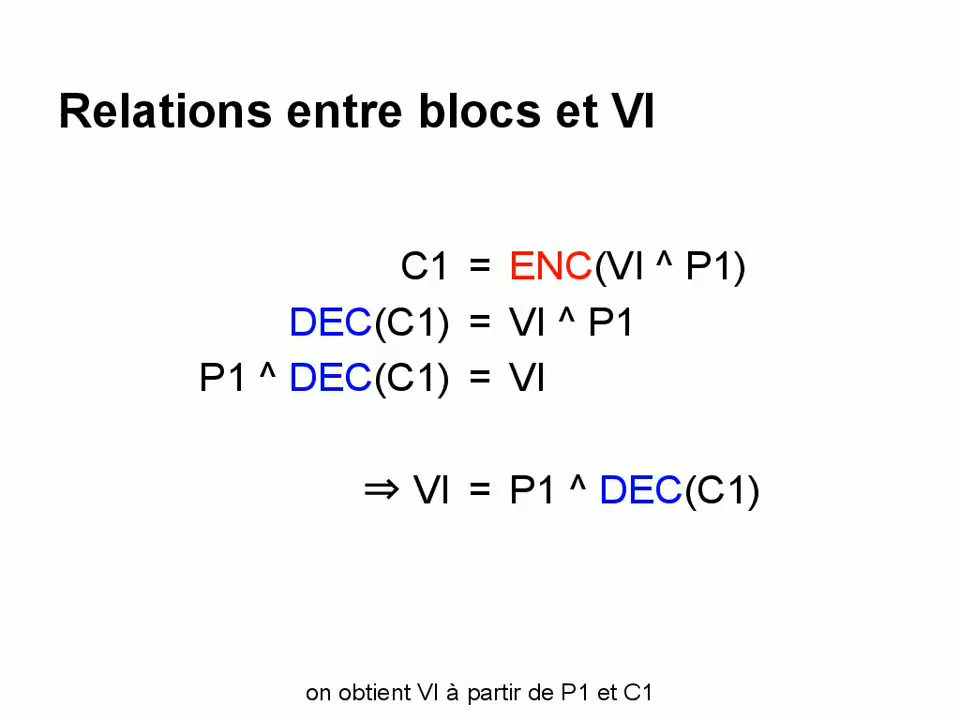 Relations entre blocs et VI
C1 = ENC(VI ^ P1)
DEC(C1) = VI ^ P1
P1 ^ DEC(C1) = VI
⇒ VI = P1 ^ DEC(C1)
on obtient VI à partir de P1 et C1